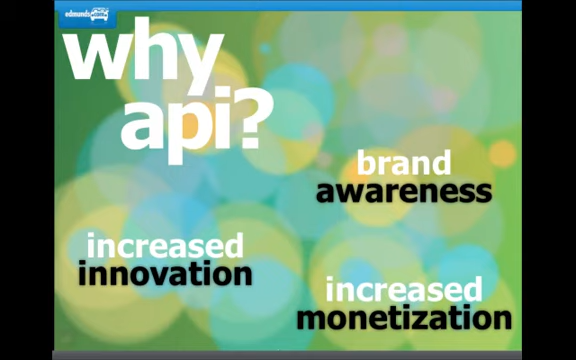 edmunds
why
api?
brand
awareness
increased
innovation
increased
monetization